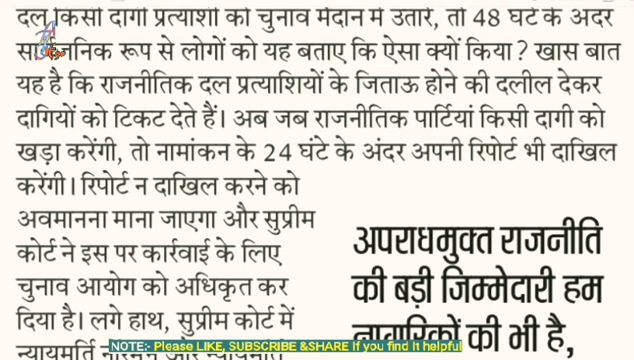 दल किसी दागी प्रत्याशी को चुनाव मैदान में उतारे, तो 48 घंटे के अंदर
सार्वजनिक रूप से लोगों को यह बताए कि ऐसा क्यों किया? खास बात
यह है कि राजनीतिक दल प्रत्याशियों के जिताऊ होने की दलील देकर
दागियों को टिकट देते हैं। अब जब राजनीतिक पार्टियां किसी दागी को
खड़ा करेंगी, तो नामांकन के 24 घंटे के अंदर अपनी रिपोर्ट भी दाखिल
करेंगी। रिपोर्ट न दाखिल करने को
अवमानना माना जाएगा और सुप्रीम
कोर्ट ने इस पर कार्रवाई के लिए
चुनाव आयोग को अधिकृत कर
दिया है। लगे हाथ, सुप्रीम कोर्ट में
न्यायमूर्ति
अपराधमुक्त राजनीति
की बड़ी जिम्मेदारी हम
नागरिकों की भी है,
NOTE:- Please LIKE, SUBSCRIBE &SHARE if you find it helpful